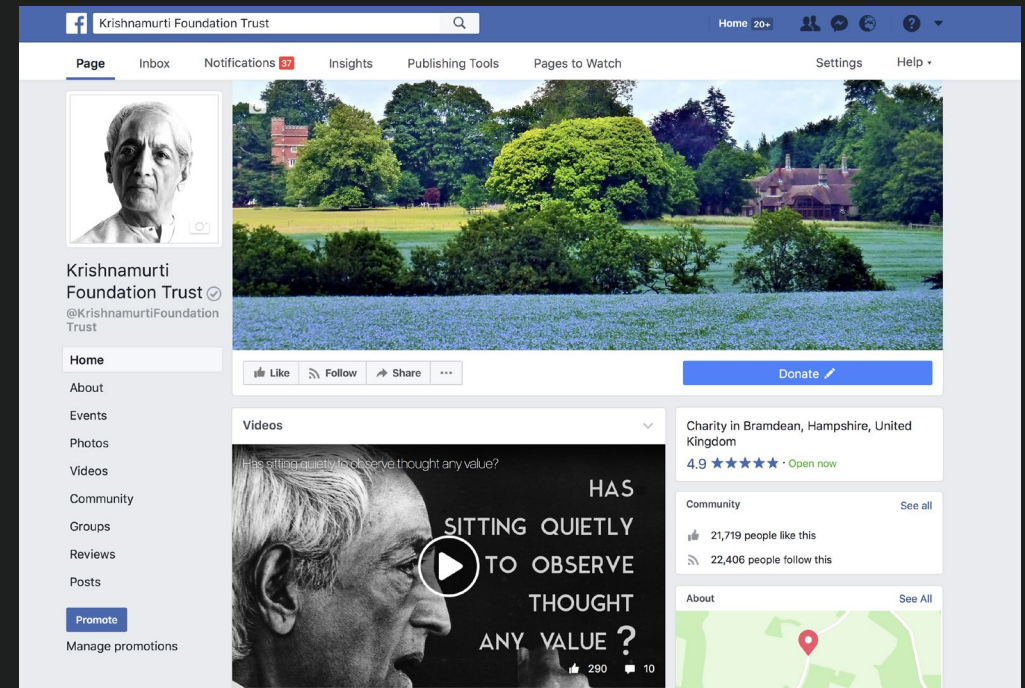 Krishnamurti Foundation Trust
Home 20+
Page Inbox Notifications 37 Insights Publishing Tools Pages to Watch Settings Help
Krishnamurti
Foundation Trust
@KrishnamurtiFoundation
Trust
Home
About
Events
Photos
Videos
Community
Groups
Reviews
Posts
Promote
Manage promotions
Like Follow Share ...
Donate
Videos
Has sitting quietly to observe thought any value?
HAS
SITTING QUIETLY
TO OBSERVE
THOUGHT
ANY VALUE ?
290 10
Charity in Bramdean, Hampshire, United
Kingdom
4.9 ★★★★★ · Open now
Community See all
21,719 people like this
22,406 people follow this
About See All